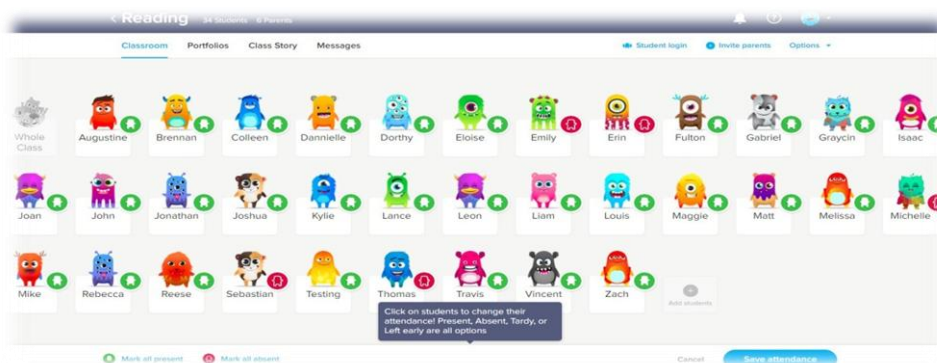 < Reading 34 Students 6 Parents
Classroom Portfolios Class Story Messages Student login Invite parents Options
Whole Class
Augustine Brennan Colleen Dannielle Dorthy Eloise Emily Erin Fulton Gabriel Graycin Isaac
Joan John Jonathan Joshua Kylie Lance Leon Liam Louis Maggie Matt Melissa Michelle
Mike Rebecca Reese Sebastian Testing Thomas Travis Vincent Zach Add students
Click on students to change their
attendance! Present, Absent, Tardy, or
Left early are all options
Mark all present Mark all absent Cancel Save attendance